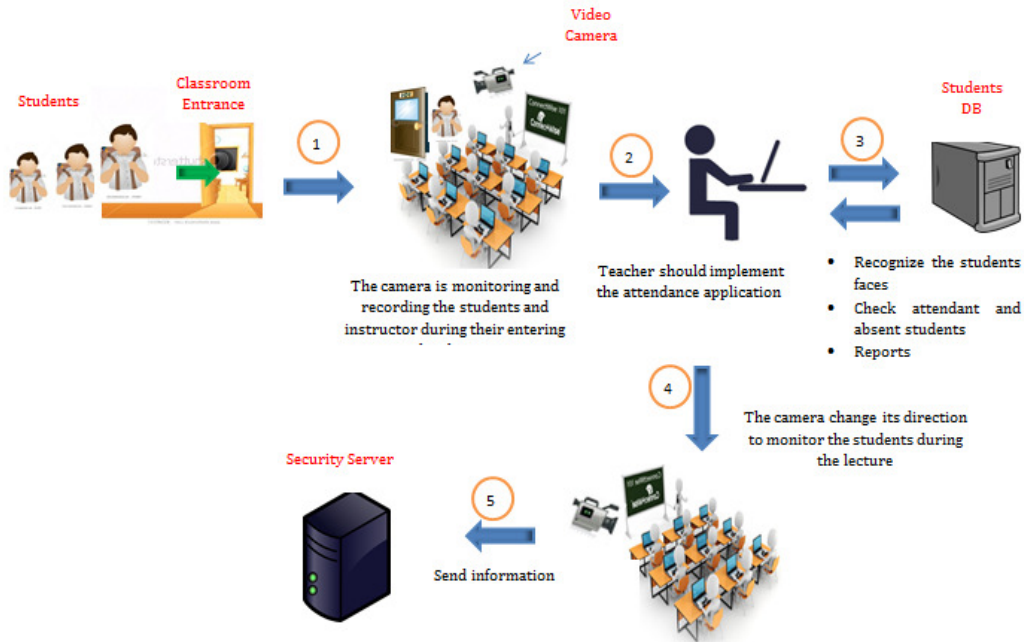 Video
Camera
Students
Classroom
Entrance
Students
DB
1
2
3
ConnectWise 101
ConnectWise
The camera is monitoring and
recording the students and
instructor during their entering
Teacher should implement
the attendance application
• Recognize the students
faces
• Check attendant and
absent students
• Reports
4
The camera change its direction
to monitor the students during
the lecture
Security Server
5
Send information